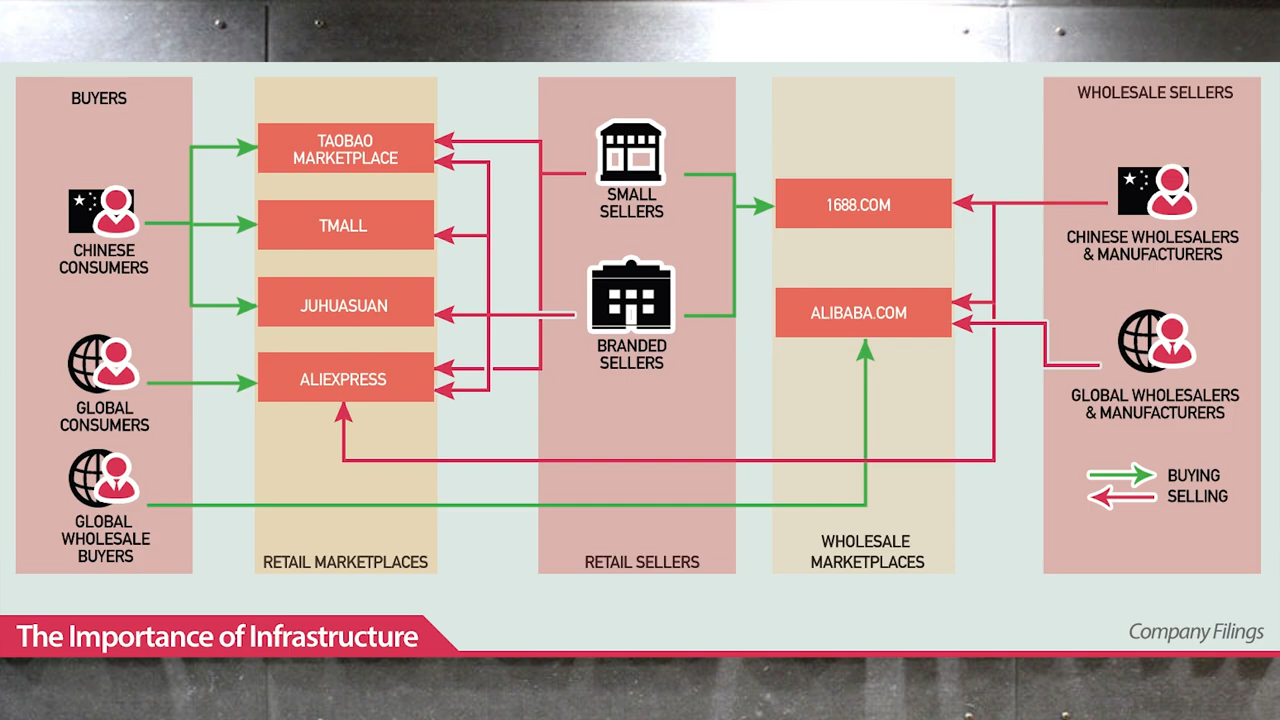 BUYERS
CHINESE
CONSUMERS
GLOBAL
CONSUMERS
GLOBAL
WHOLESALE
BUYERS
TAOBAO
MARKETPLACE
TMALL
JUHUASUAN
ALIEXPRESS
RETAIL MARKETPLACES
SMALL
SELLERS
BRANDED
SELLERS
RETAIL SELLERS
1688.COM
ALIBABA.COM
WHOLESALE
MARKETPLACES
WHOLESALE SELLERS
CHINESE WHOLESALERS
& MANUFACTURERS
GLOBAL WHOLESALERS
& MANUFACTURERS
BUYING
SELLING
The Importance of Infrastructure
Company Filings